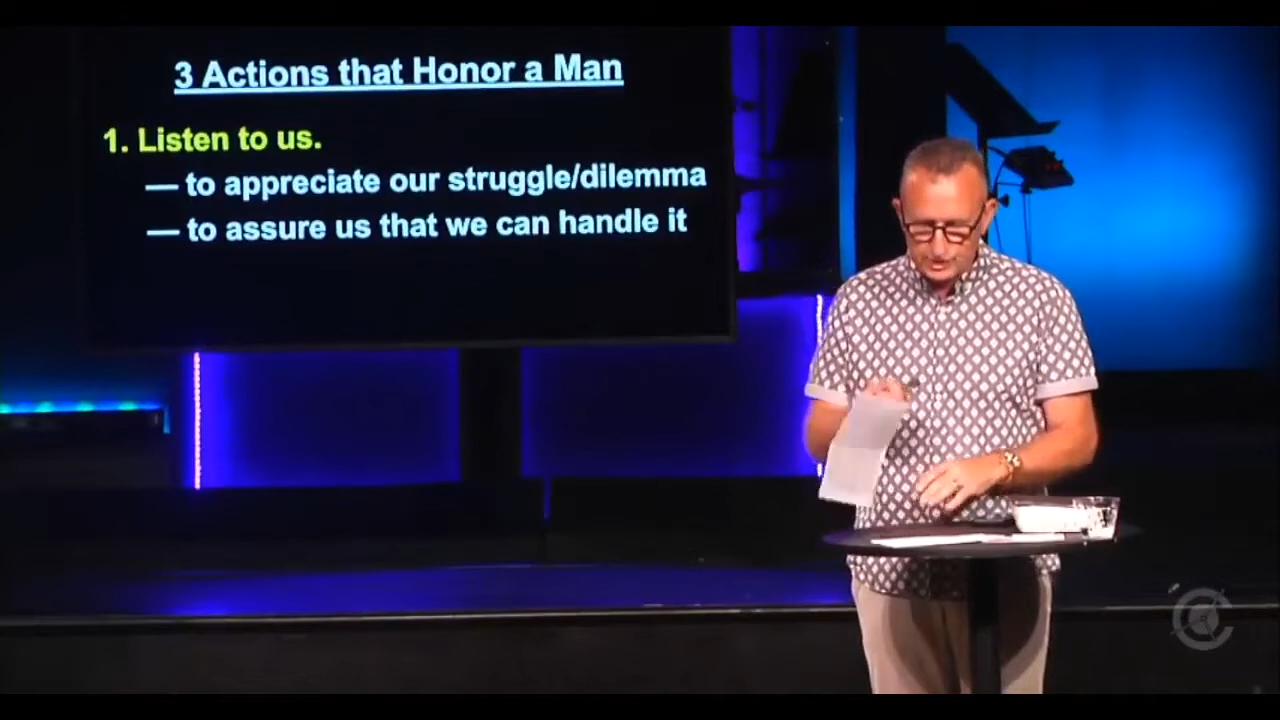 3 Actions that Honor a Man
1. Listen to us.
— to appreciate our struggle/dilemma
— to assure us that we can handle it